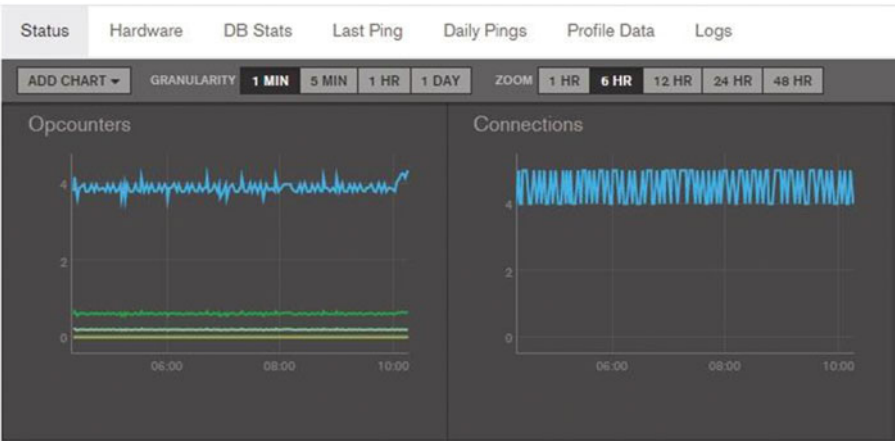 Status Hardware DB Stats Last Ping Daily Pings Profile Data Logs
ADD CHART GRANULARITY 1 MIN 5 MIN 1 HR 1 DAY ZOOM 1 HR 6 HR 12 HR 24 HR 48 HR
Opcounters
4
2
0
06:00 08:00 10:00
Connections
4
2
0
06:00 08:00 10:00